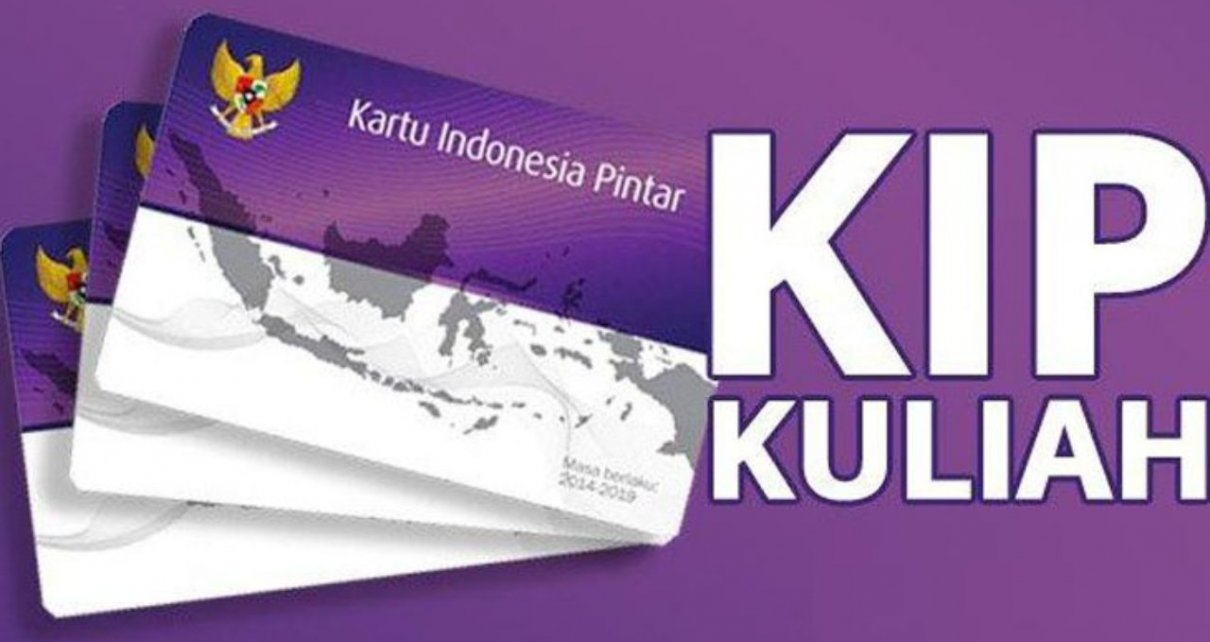 Kartu Indonesia Pintar
Masa berlaku:
2014-2019
KIP
KULIAH